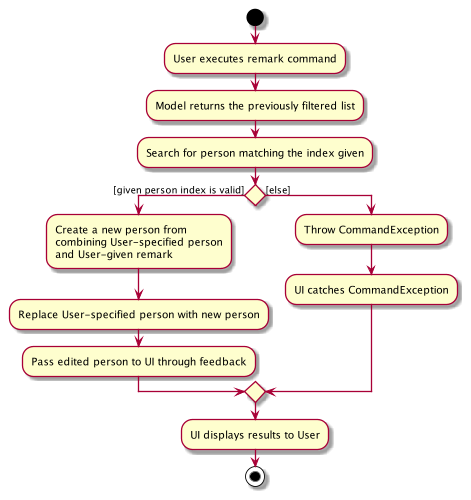 User executes remark command
Model returns the previously filtered list
Search for person matching the index given
[given person index is valid]
[else]
Create a new person from
combining User-specified person
and User-given remark
Throw CommandException
UI catches CommandException
Replace User-specified person with new person
Pass edited person to UI through feedback
UI displays results to User